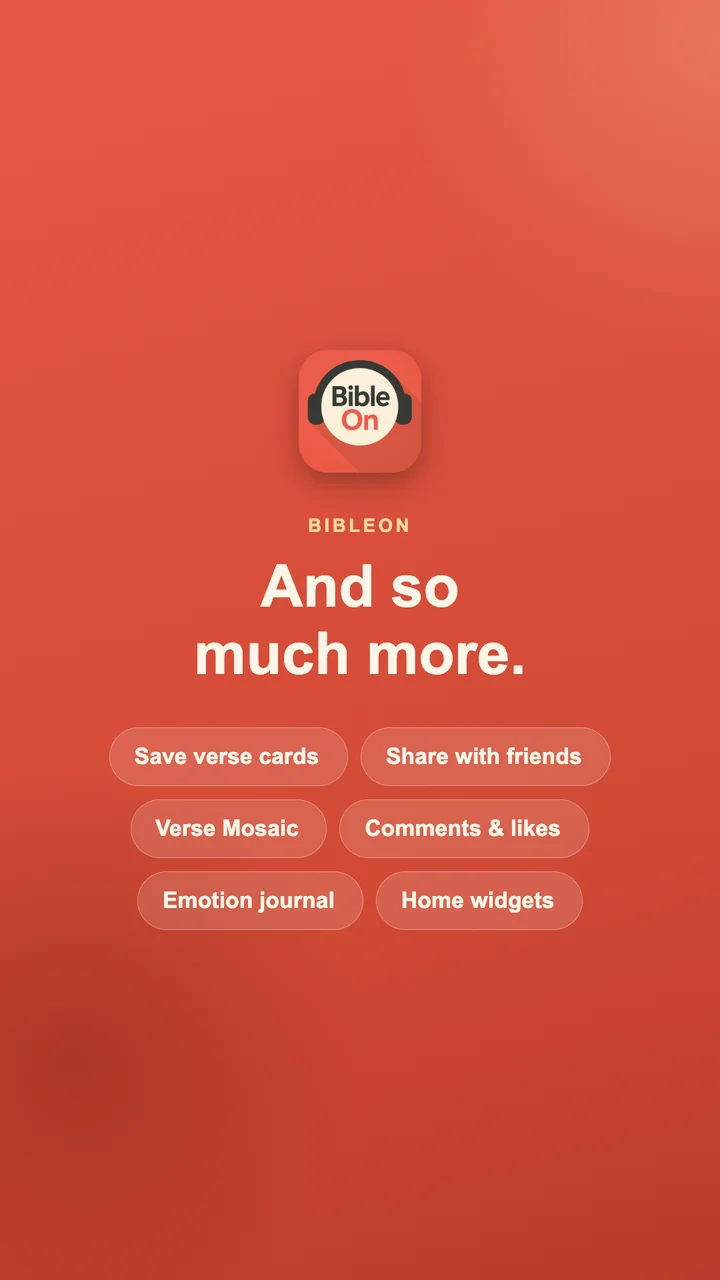 Bible
On
BIBLEON
And so
much more.
Save verse cards
Share with friends
Verse Mosaic
Comments & likes
Emotion journal
Home widgets